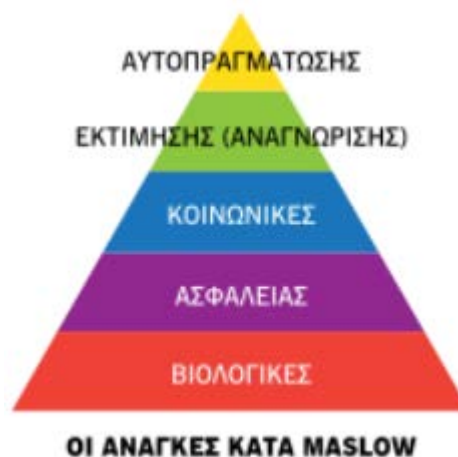 ΑΥΤΟΠΡΑΓΜΑΤΩΣΗΣ
ΕΚΤΙΜΗΣΗΣ (ΑΝΑΓΝΩΡΙΣΗΣ)
ΚΟΙΝΩΝΙΚΕΣ
ΑΣΦΑΛΕΙΑΣ
ΒΙΟΛΟΓΙΚΕΣ
ΟΙ ΑΝΑΓΚΕΣ ΚΑΤΑ MASLOW